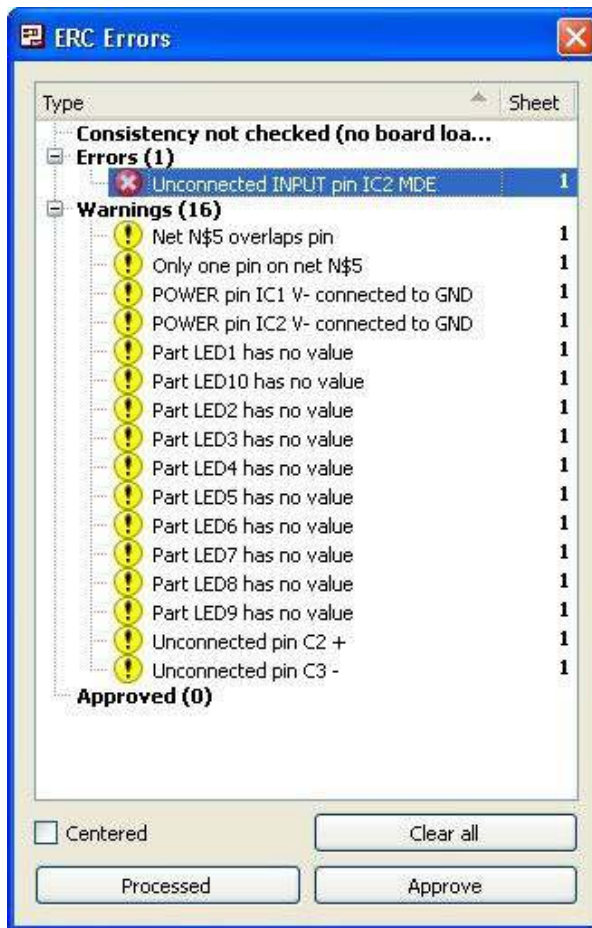 ERC Errors
Type Sheet
Consistency not checked (no board loa...
Errors (1)
Unconnected INPUT pin IC2 MDE 1
Warnings (16)
Net N$5 overlaps pin 1
Only one pin on net N$5 1
POWER pin IC1 V- connected to GND 1
POWER pin IC2 V- connected to GND 1
Part LED1 has no value 1
Part LED10 has no value 1
Part LED2 has no value 1
Part LED3 has no value 1
Part LED4 has no value 1
Part LED5 has no value 1
Part LED6 has no value 1
Part LED7 has no value 1
Part LED8 has no value 1
Part LED9 has no value 1
Unconnected pin C2 + 1
Unconnected pin C3 - 1
Approved (0)
Centered Clear all
Processed Approve